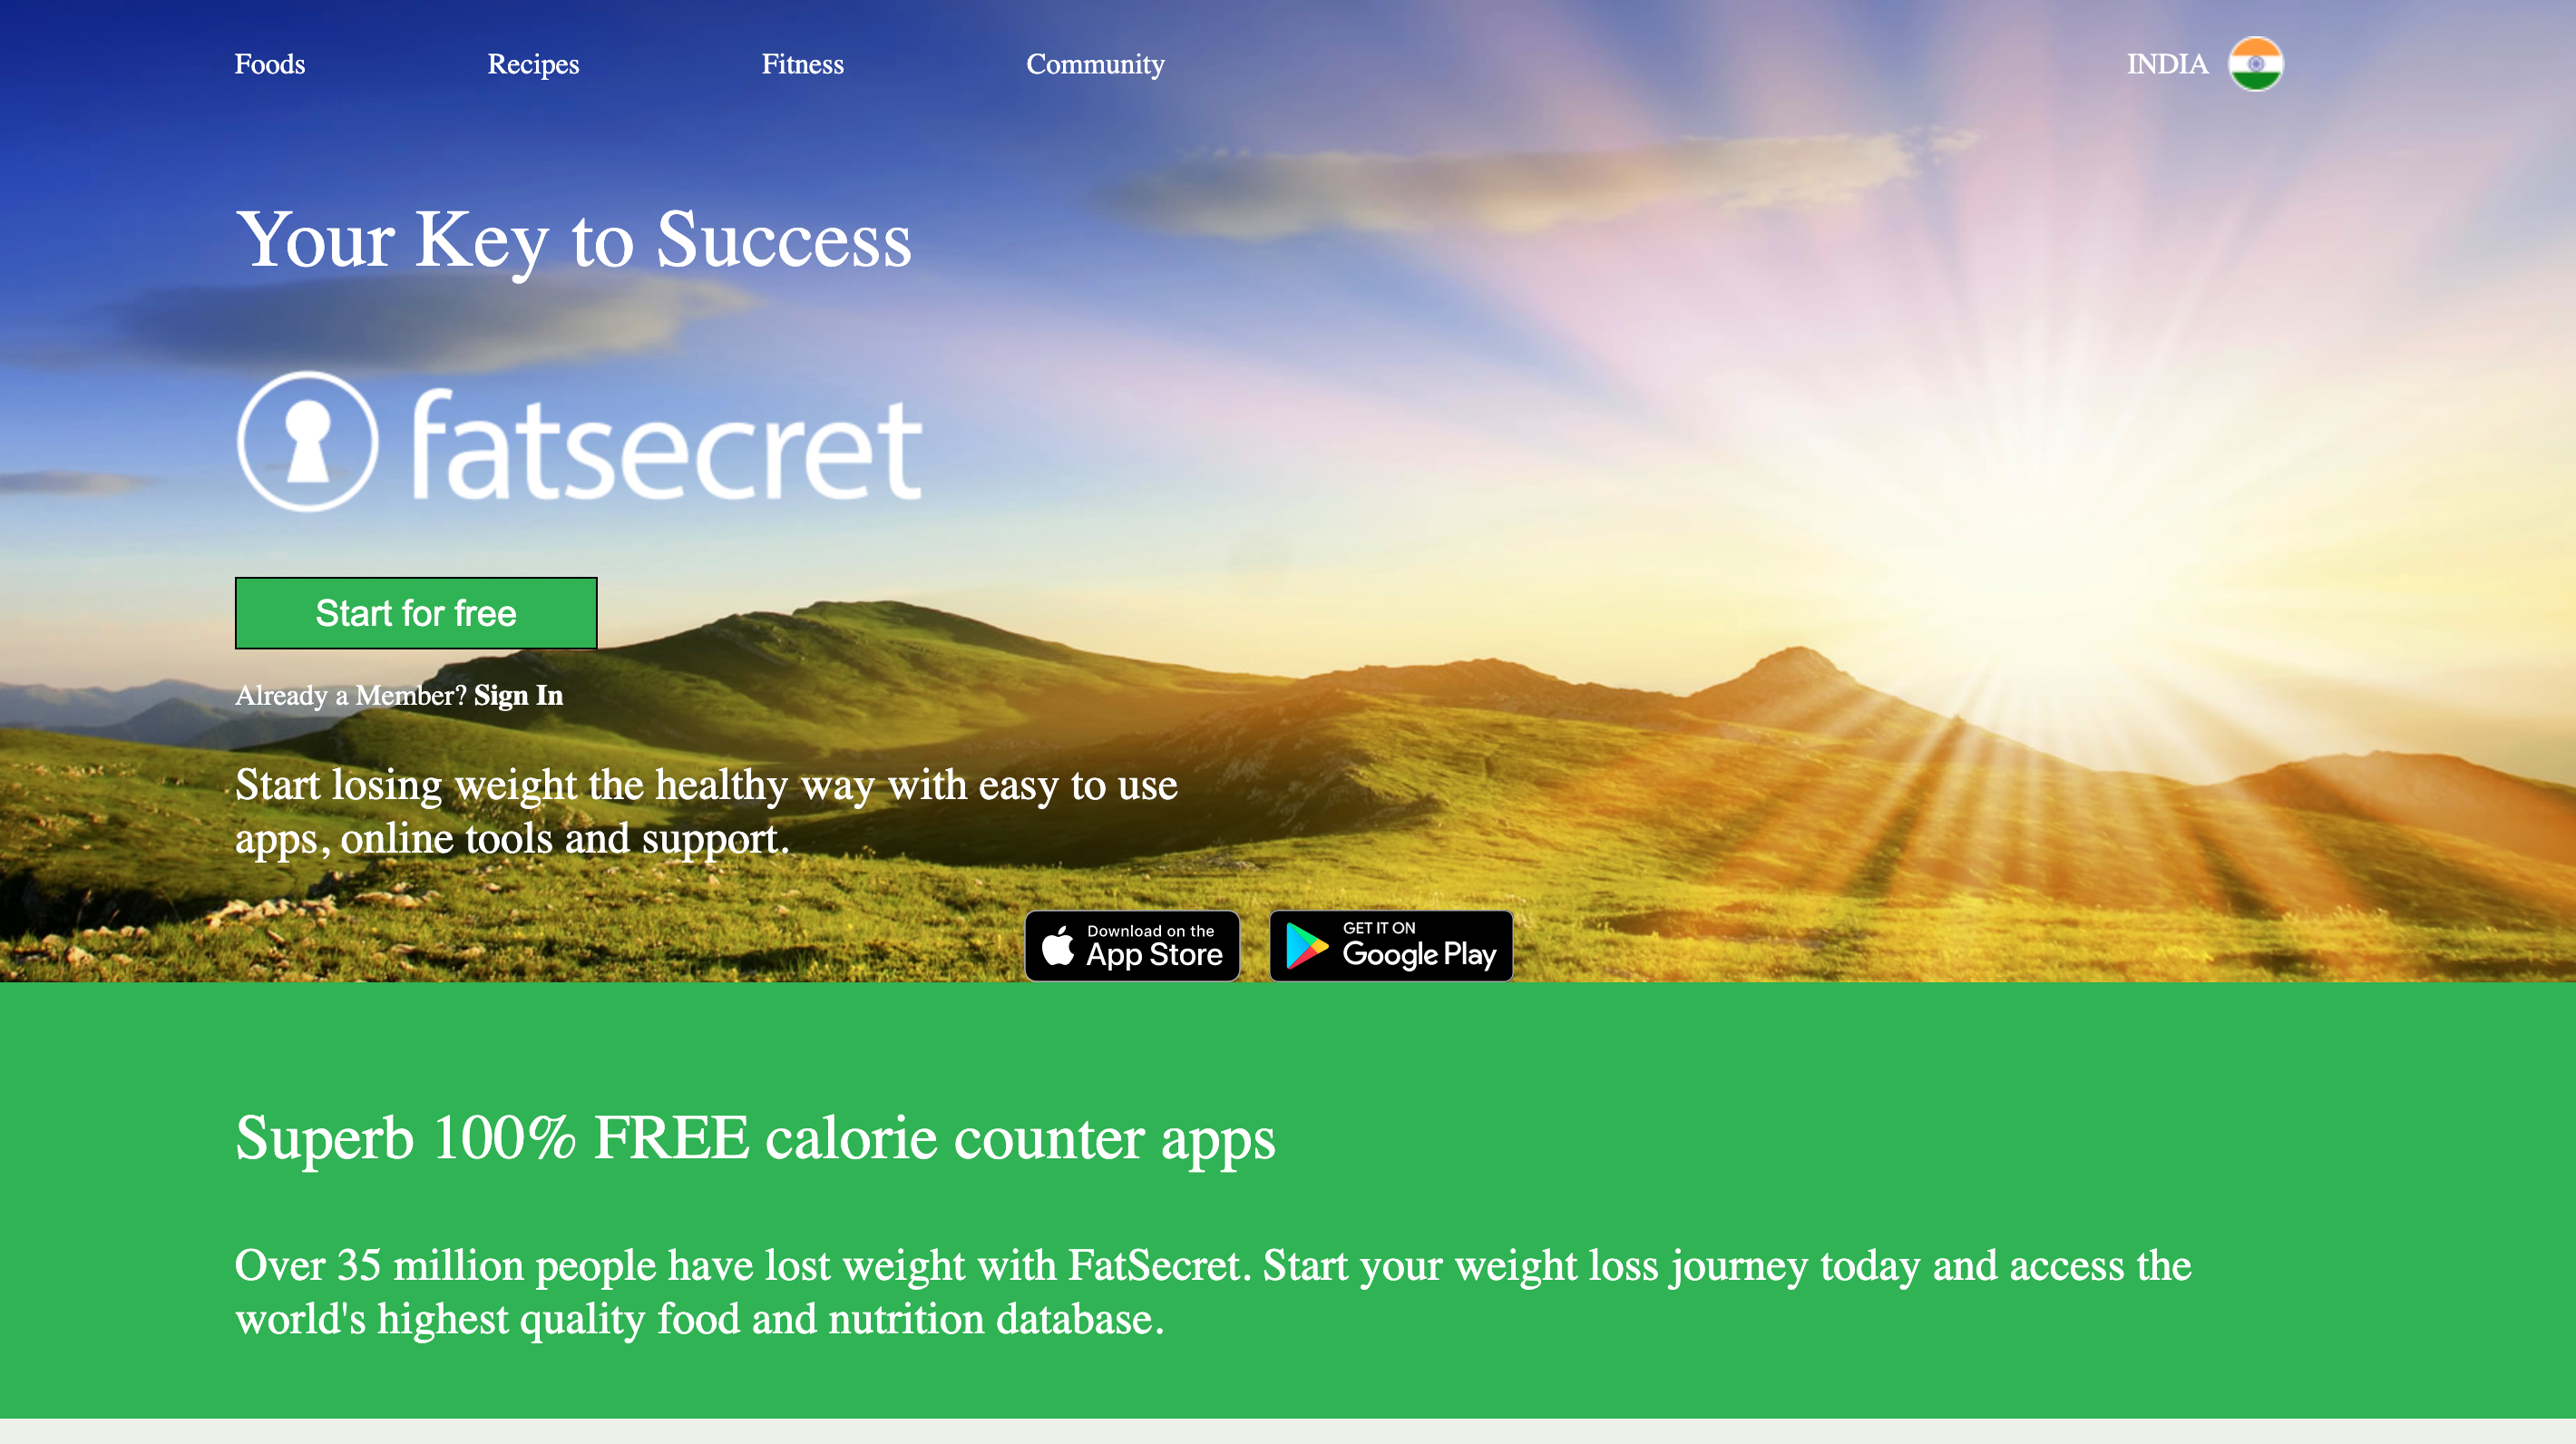 Foods
Recipes
Fitness
Community
INDIA
Your Key to Success
fatsecret
Start for free
Already a Member? Sign In
Start losing weight the healthy way with easy to use
apps, online tools and support.
Download on the
App Store
GET IT ON
Google Play
Superb 100% FREE calorie counter apps
Over 35 million people have lost weight with FatSecret. Start your weight loss journey today and access the
world's highest quality food and nutrition database.